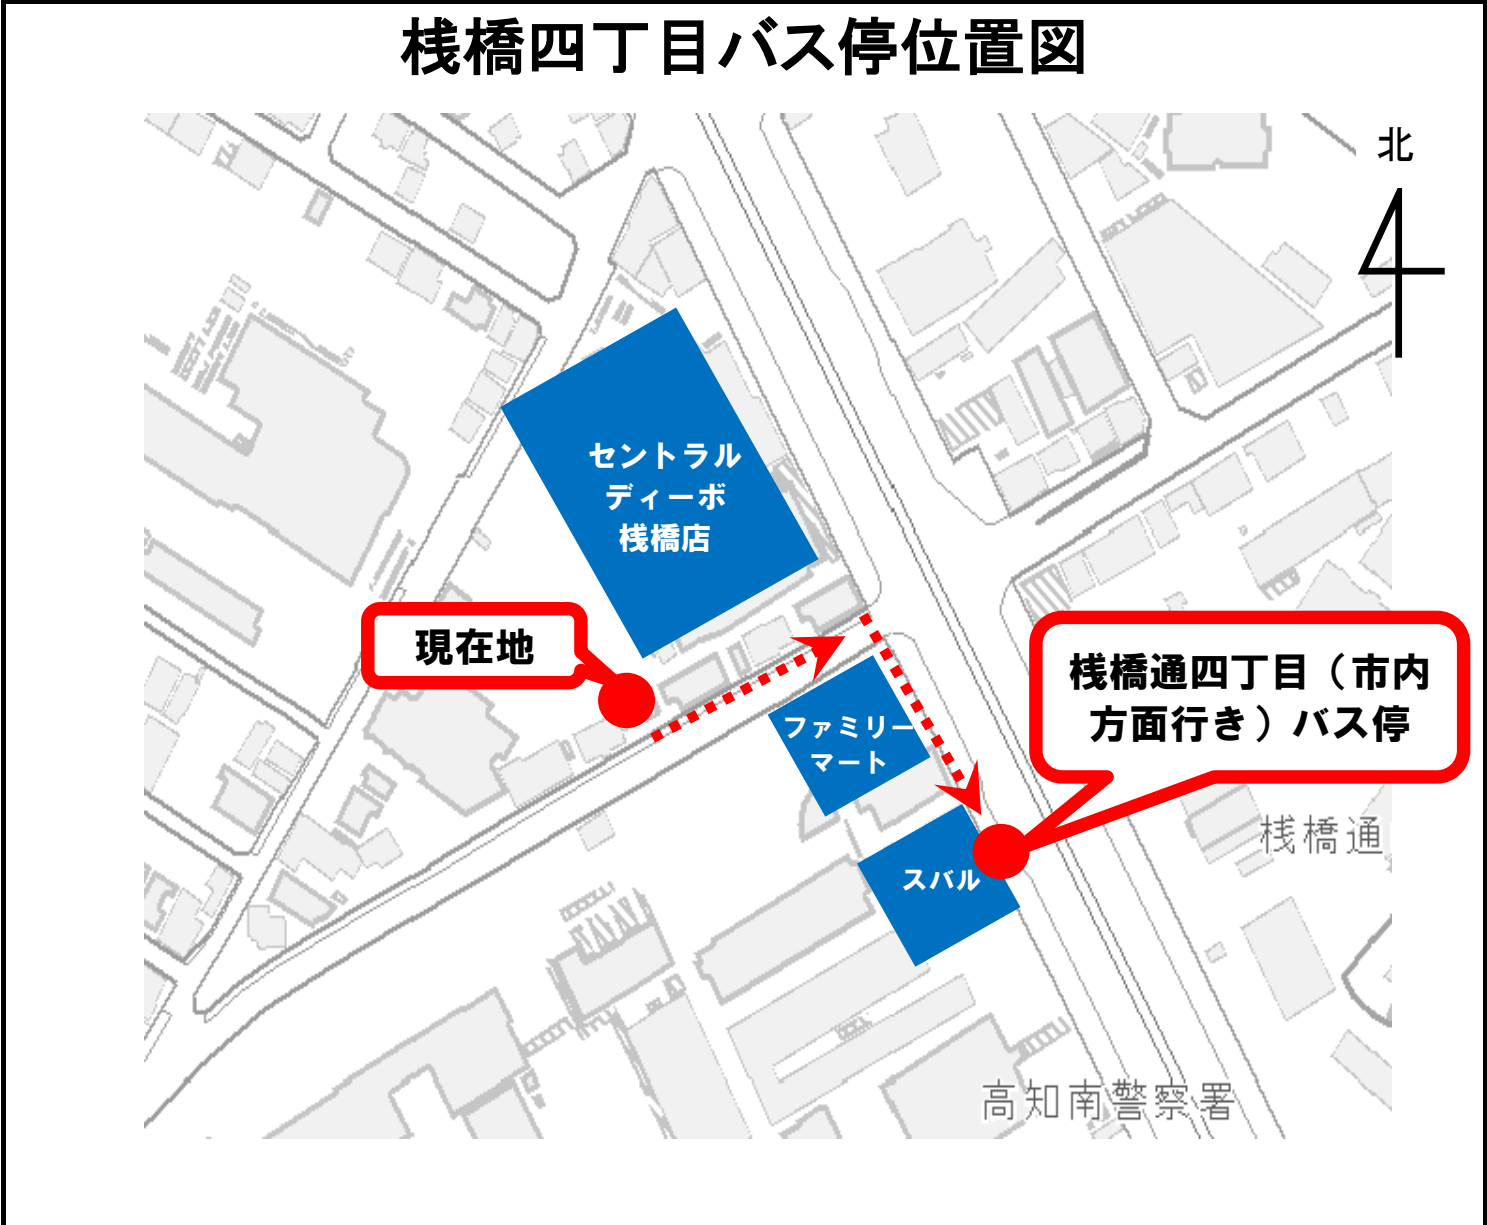 桟橋四丁目バス停位置図
北
セントラル
ディーボ
桟橋店
現在地
桟橋通四丁目（市内
方面行き）バス停
ファミリー
マート
桟橋通
スバル
高知南警察署